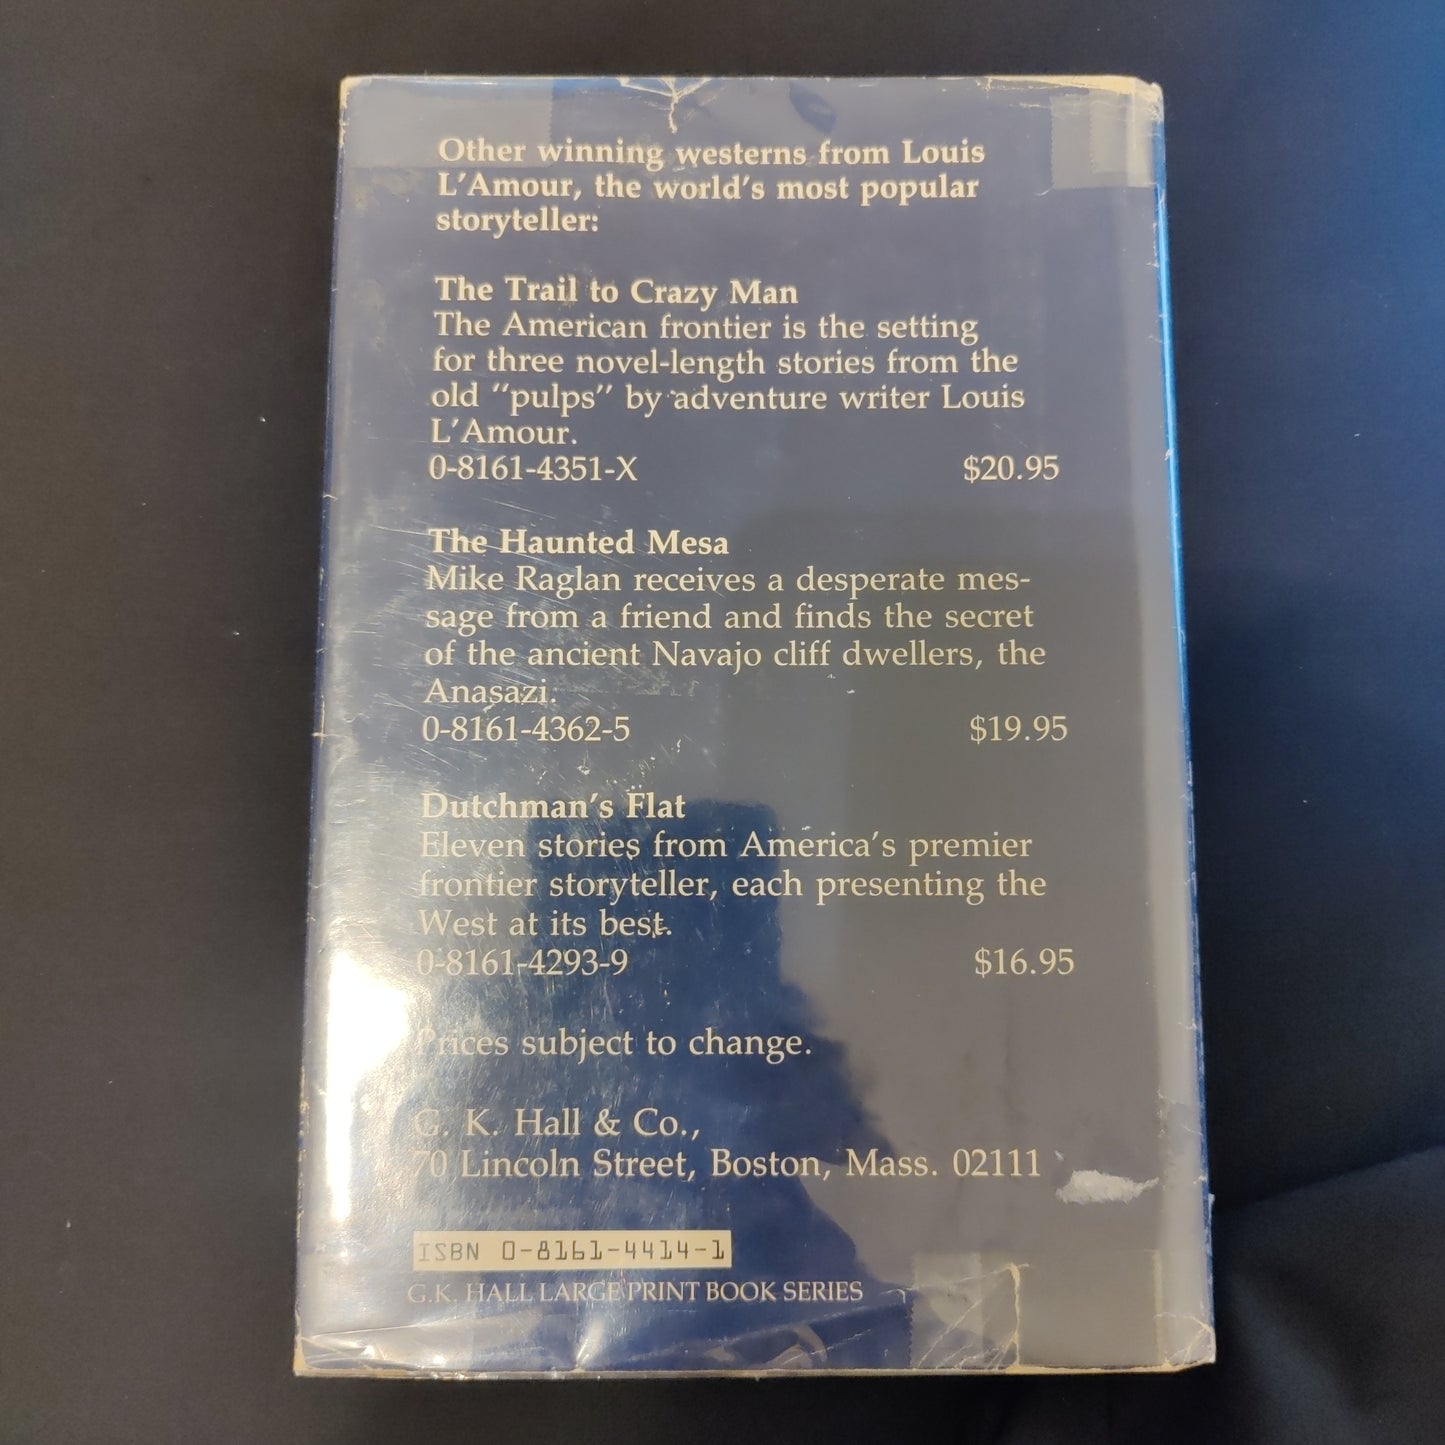 Other winning westerns from Louis
L'Amour, the world's most popular
storyteller:
The Trail to Crazy Man
The American frontier is the setting
for three novel-length stories from the
old "pulps" by adventure writer Louis
L'Amour.
0-8161-4351-X $20.95
The Haunted Mesa
Mike Raglan receives a desperate mes-
sage from a friend and finds the secret
of the ancient Navajo cliff dwellers, the
Anasazi.
0-8161-4362-5 $19.95
Dutchman's Flat
Eleven stories from America's premier
frontier storyteller, each presenting the
West at its best.
0-8161-4293-9 $16.95
Prices subject to change.
G. K. Hall & Co.,
70 Lincoln Street, Boston, Mass. 02111
ISBN 0-8161-4414-1
G.K. HALL LARGE PRINT BOOK SERIES